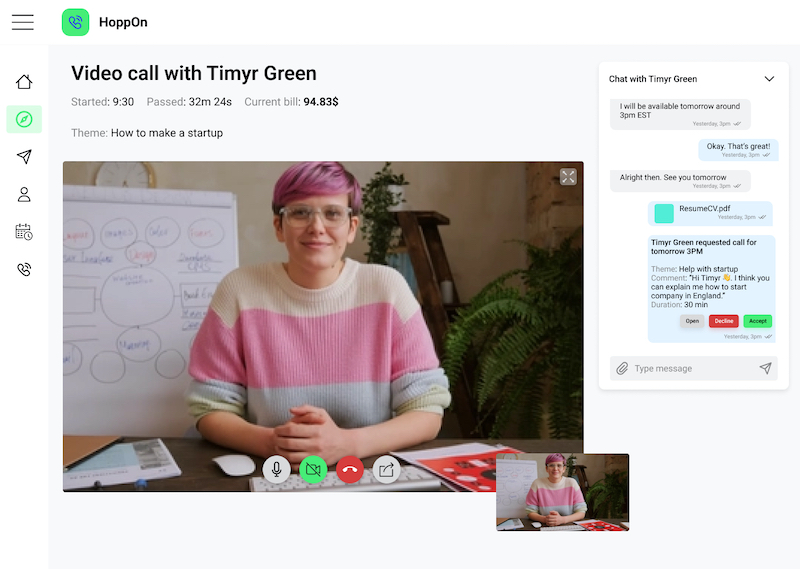 HoppOn
Video call with Timyr Green
Started: 9:30 Passed: 32m 24s Current bill: 94.83$
Theme: How to make a startup
Design
Chat with Timyr Green
I will be available tomorrow around
3pm EST
Yesterday, 3pm
Okay. That's great!
Yesterday, 3pm
Alright then. See you tomorrow
Yesterday, 3pm
ResumeCV.pdf
Yesterday, 3pm
Timyr Green requested call for
tomorrow 3PM
Theme: Help with startup
Comment: “Hi Timyr 👋. I think you
can explain me how to start
company in England.”
Duration: 30 min
Open Decline Accept
Yesterday, 3pm
Type message